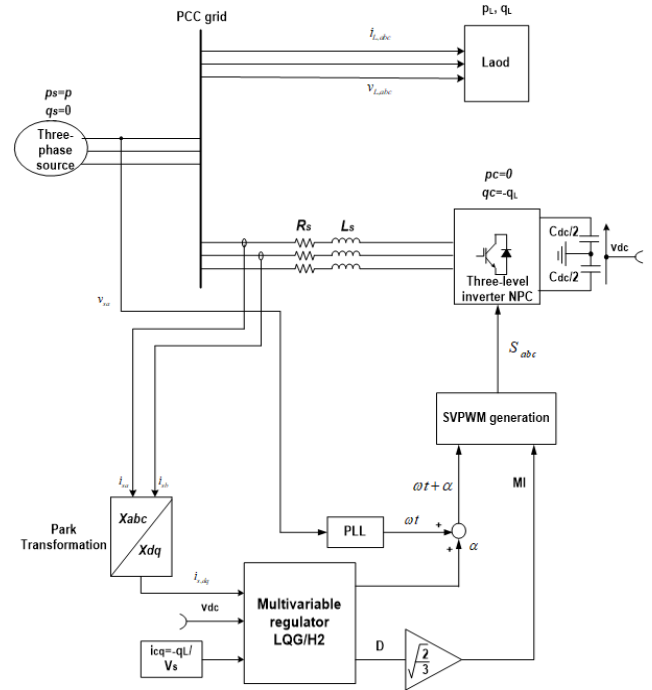 pL, qL
PCC grid
iL,abc
Laod
vL,abc
ps=p
qs=0
Three-
phase
source
pc=0
qc=-qL
Rs
Ls
Cdc/2
Vdc
Cdc/2
Three-level
inverter NPC
vsa
Sabc
SVPWM generation
isa
isb
ωt+α
MI
Xabc
Xdq
Park
Transformation
PLL
ωt
+
+
α
is,dq
Vdc
Multivariable
regulator
LQG/H2
icq=-qL/
Vs
D
√2/3